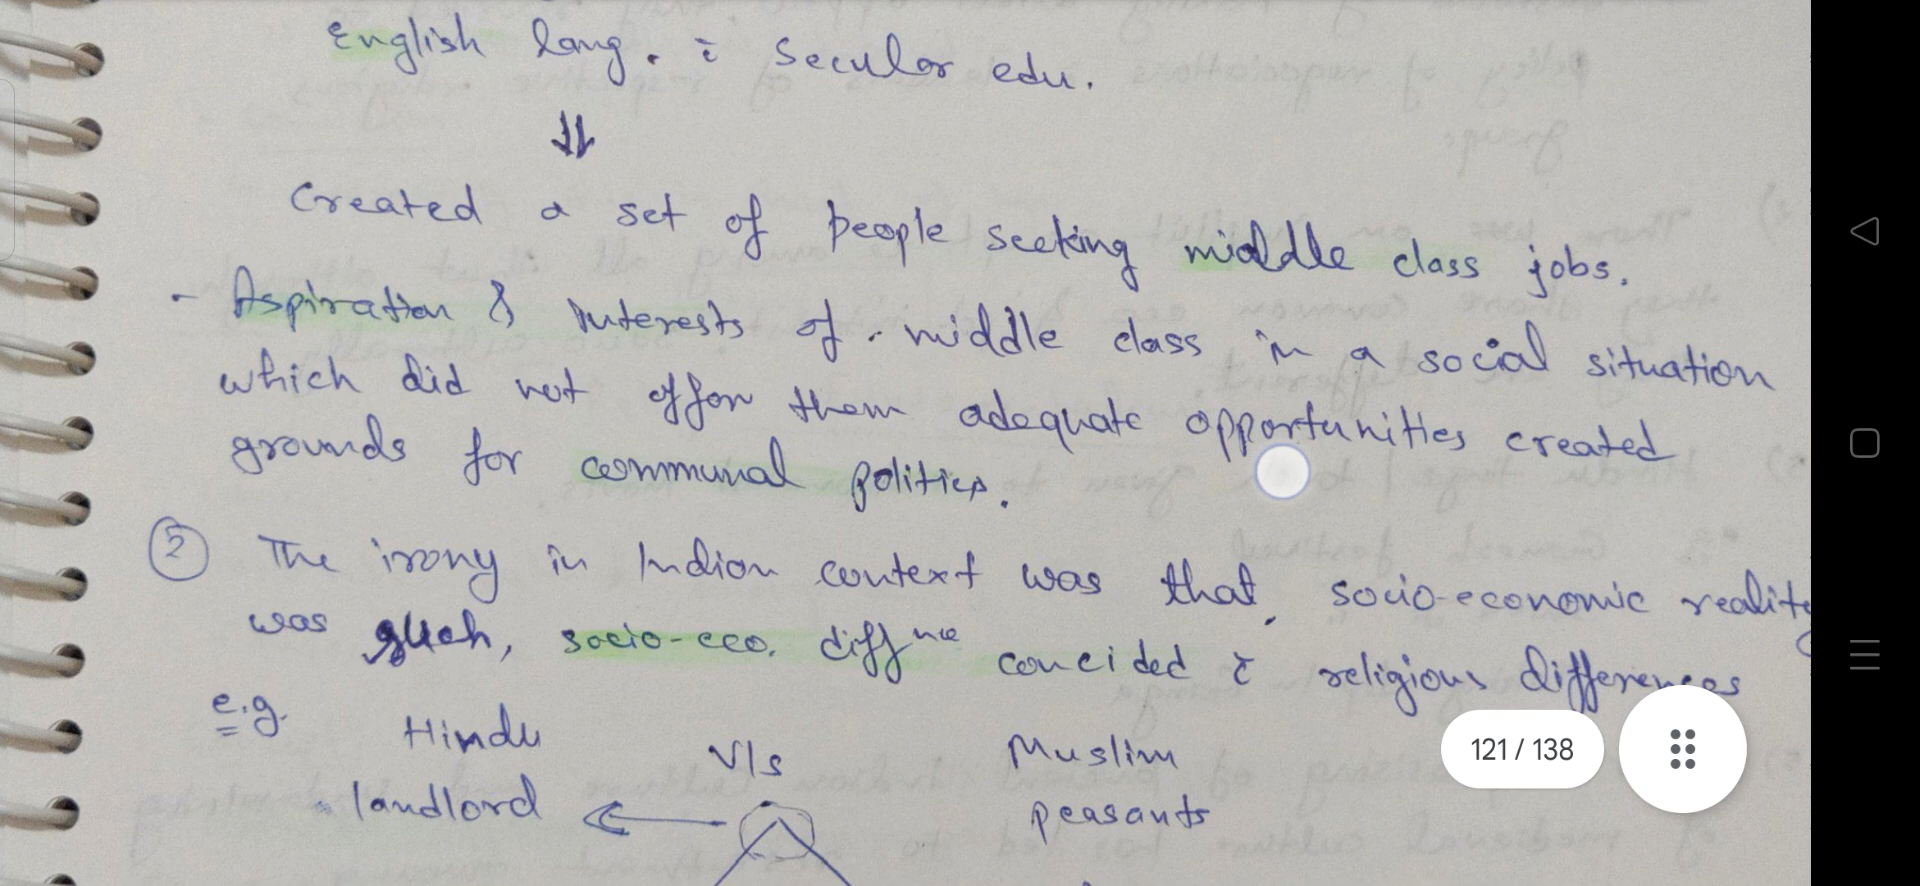 English lang. c̄ Secular edu.
⇓
Created a set of people seeking middle class jobs.
- Aspiration & Interests of middle class in a social situation
which did not offer them adequate opportunities created
grounds for communal politics.
② The irony in Indian context was that, socio-economic reality
was such, socio-eco. diffnce concided c̄ religious differences
e.g. Hindu V/s Muslim
landlord ← peasants
121 / 138